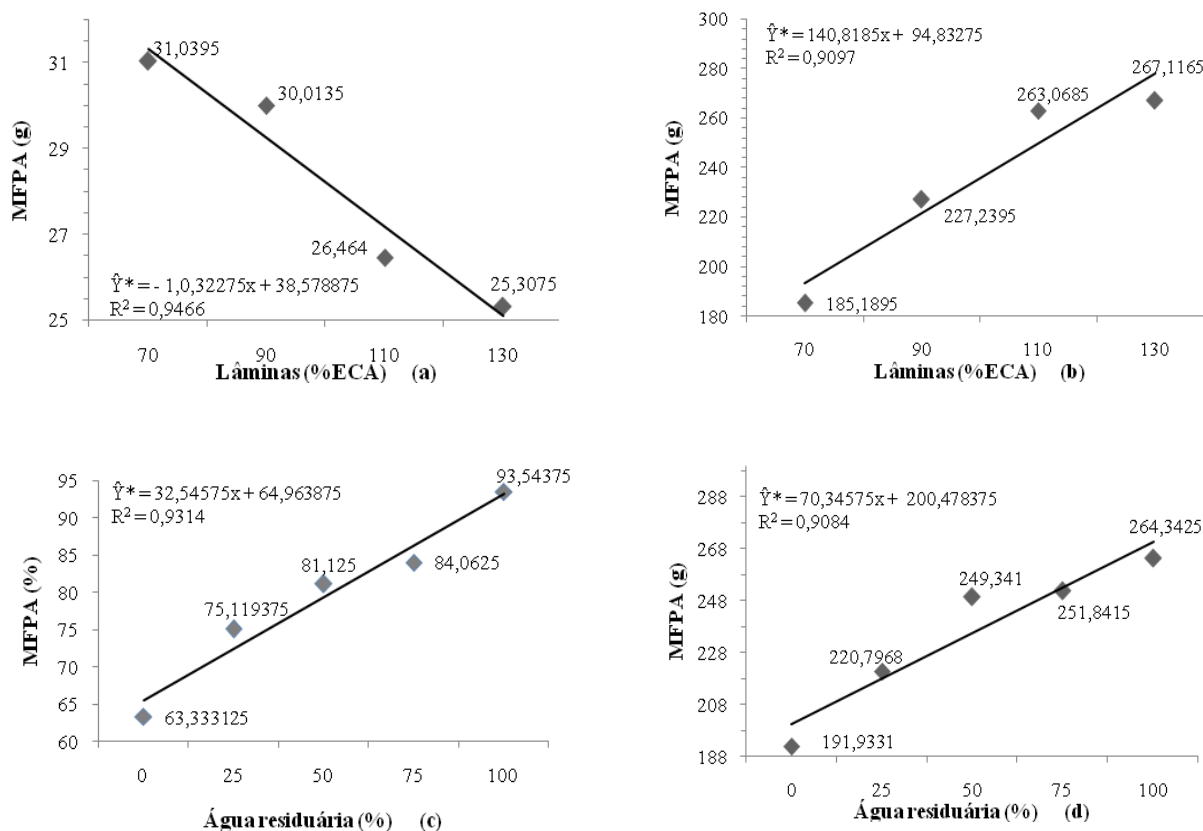 MFPA (g)
31
29
27
25
31,0395
30,0135
26,464
25,3075
Ŷ* = - 1,0,32275x + 38,578875
R² = 0,9466
70 90 110 130
Lâminas (%ECA) (a)
MFPA (g)
300
280
260
240
220
200
180
Ŷ* = 140,8185x + 94,83275
R² = 0,9097
267,1165
263,0685
227,2395
185,1895
70 90 110 130
Lâminas (%ECA) (b)
MFPA (%)
95
90
85
80
75
70
65
60
Ŷ* = 32,54575x + 64,963875
R² = 0,9314
93,54375
81,125
84,0625
75,119375
63,333125
0 25 50 75 100
Água residuária (%) (c)
MFPA (g)
288
268
248
228
208
188
Ŷ* = 70,34575x + 200,478375
R² = 0,9084
264,3425
249,341
251,8415
220,7968
191,9331
0 25 50 75 100
Água residuária (%) (d)